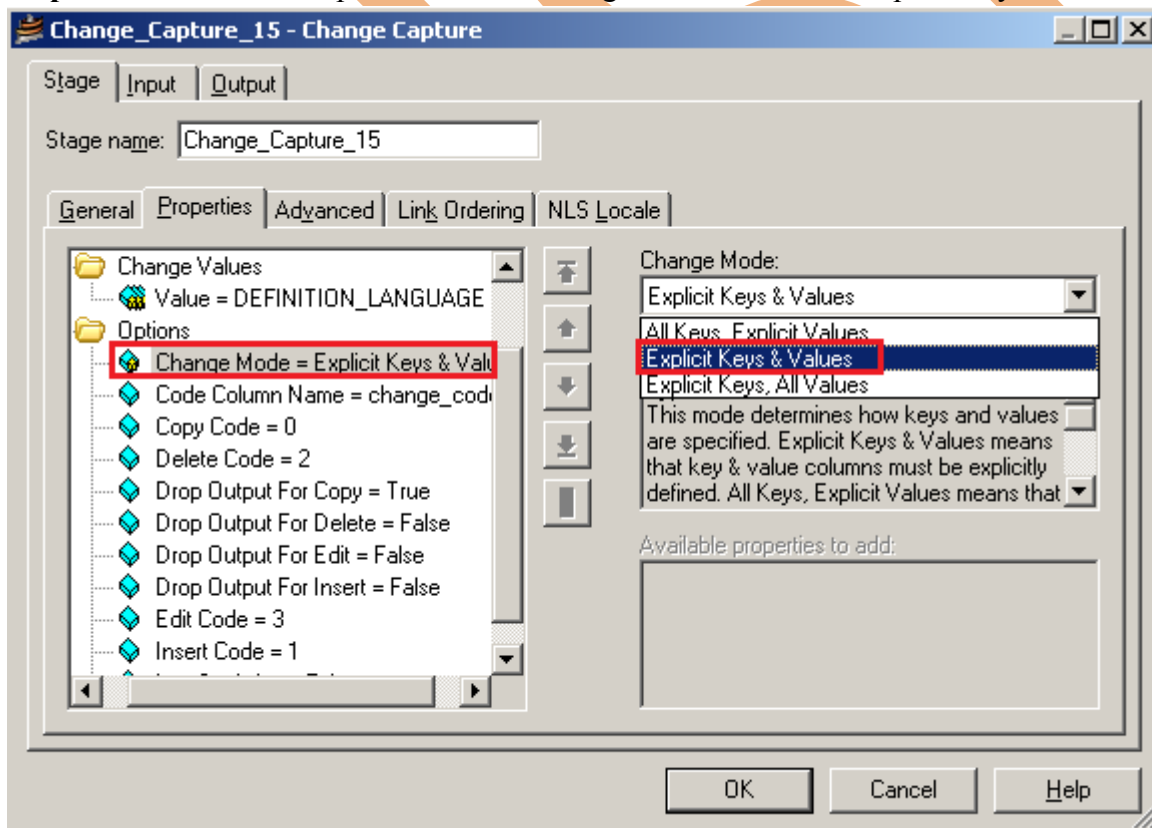 Change_Capture_15 - Change Capture
Stage Input Output
Stage name: Change_Capture_15
General Properties Advanced Link Ordering NLS Locale
Change Values
Value = DEFINITION_LANGUAGE
Options
Change Mode = Explicit Keys & Valu
Code Column Name = change_code
Copy Code = 0
Delete Code = 2
Drop Output For Copy = True
Drop Output For Delete = False
Drop Output For Edit = False
Drop Output For Insert = False
Edit Code = 3
Insert Code = 1
Change Mode:
Explicit Keys & Values
All Keys, Explicit Values
Explicit Keys & Values
Explicit Keys, All Values
This mode determines how keys and values
are specified. Explicit Keys & Values means
that key & value columns must be explicitly
defined. All Keys, Explicit Values means that
Available properties to add:
OK Cancel Help